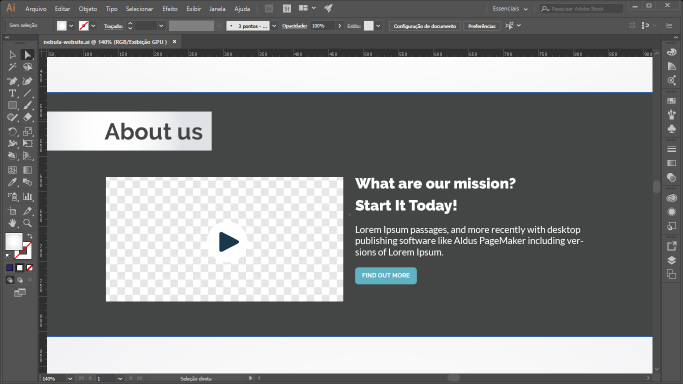 Ai Arquivo Editar Objeto Tipo Selecionar Efeito Exibir Janela Ajuda Essenciais Pesquisar Adobe Stock
Sem seleção Traçado: 3 pontos - ... Opacidade: 100% Estilo: Configuração de documento Preferências
nebula-website.ai @ 140% (RGB/Exibição GPU )
About us
What are our mission?
Start It Today!
Lorem Ipsum passages, and more recently with desktop
publishing software like Aldus PageMaker including ver-
sions of Lorem Ipsum.
FIND OUT MORE
140% 1 Seleção direta